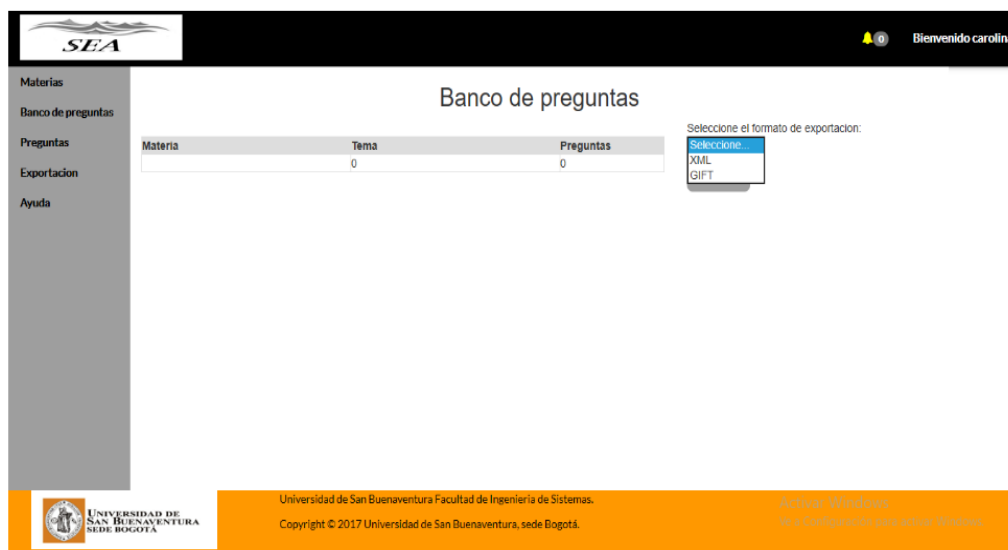 SEA
0
Bienvenido carolin
Materias
Banco de preguntas
Preguntas
Exportacion
Ayuda
Banco de preguntas
Seleccione el formato de exportacion:
Seleccione...
XML
GIFT
Materia Tema Preguntas
0 0
UNIVERSIDAD DE
SAN BUENAVENTURA
SEDE BOGOTÁ
Universidad de San Buenaventura Facultad de Ingenieria de Sistemas.
Copyright © 2017 Universidad de San Buenaventura, sede Bogotá.
Activar Windows